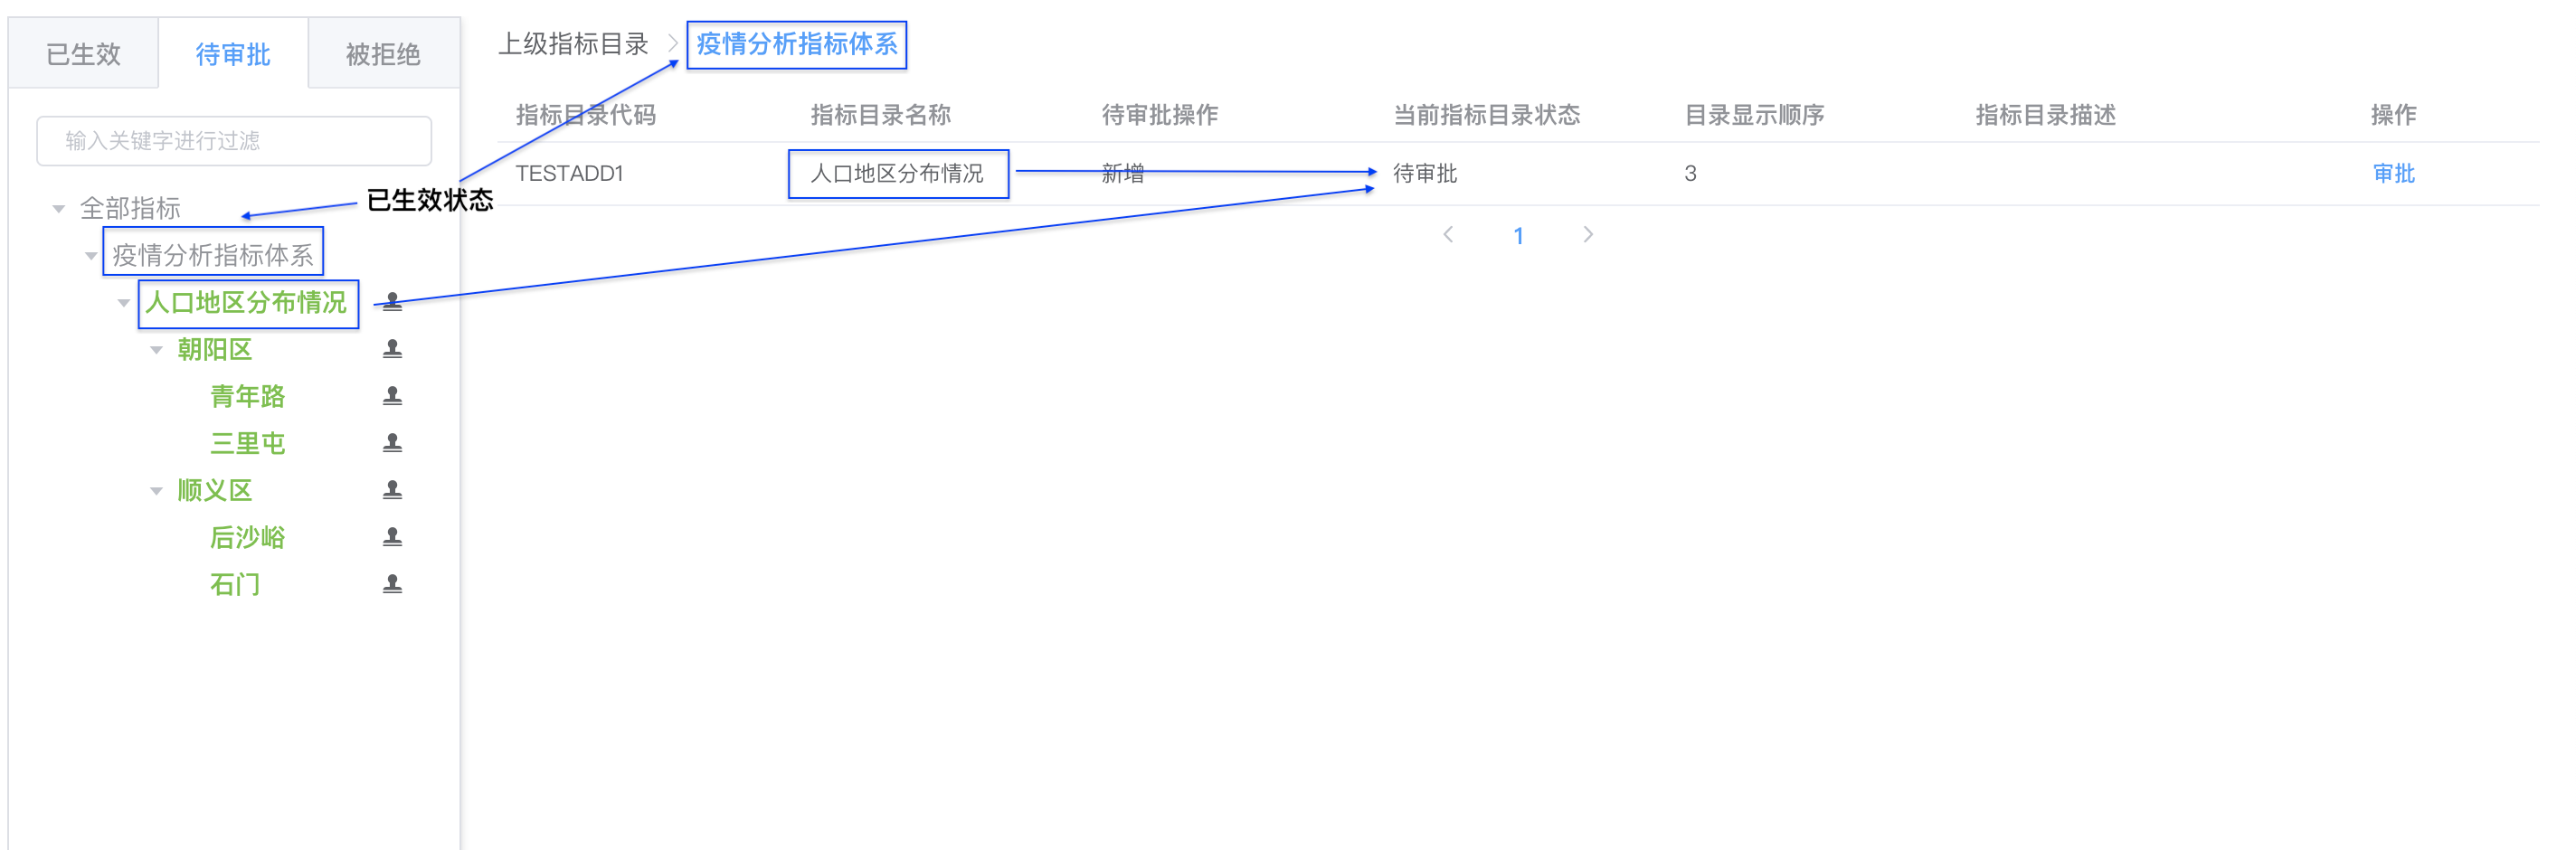 已生效 待审批 被拒绝
输入关键字进行过滤
全部指标
已生效状态
疫情分析指标体系
人口地区分布情况
朝阳区
青年路
三里屯
顺义区
后沙峪
石门
上级指标目录 疫情分析指标体系
指标目录代码 指标目录名称 待审批操作 当前指标目录状态 目录显示顺序 指标目录描述 操作
TESTADD1 人口地区分布情况 新增 待审批 3 审批
1